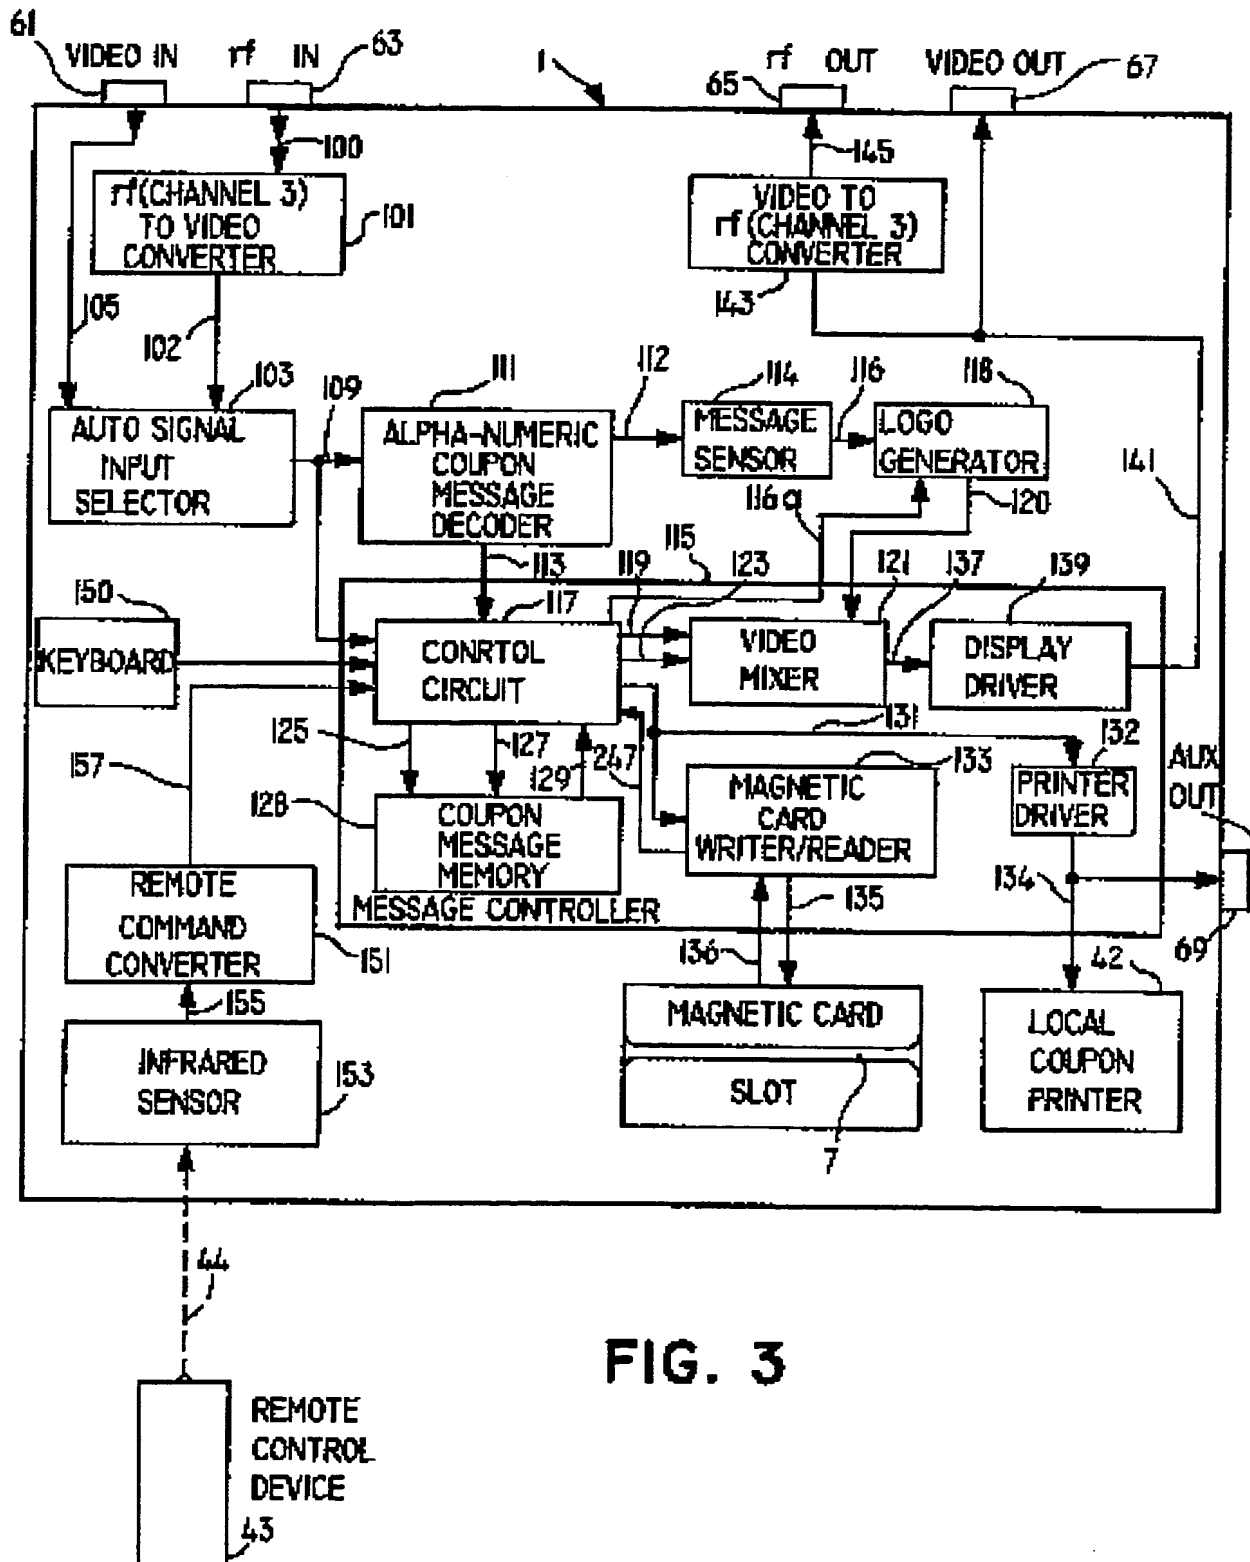 61
VIDEO IN
rf IN
63
1
65
rf OUT
VIDEO OUT
67
100
145
rf(CHANNEL 3)
TO VIDEO
CONVERTER
101
VIDEO TO
rf(CHANNEL 3)
CONVERTER
143
105
102
103
109
111
112
114
116
118
AUTO SIGNAL
INPUT
SELECTOR
ALPHA-NUMERIC
COUPON
MESSAGE
DECODER
MESSAGE
SENSOR
LOGO
GENERATOR
141
116a
120
113
115
119
123
121
137
139
150
117
KEYBOARD
CONRTOL
CIRCUIT
VIDEO
MIXER
DISPLAY
DRIVER
125
127
129
247
131
132
133
157
128
COUPON
MESSAGE
MEMORY
MAGNETIC
CARD
WRITER/READER
PRINTER
DRIVER
AUX
OUT
MESSAGE CONTROLLER
135
134
69
REMOTE
COMMAND
CONVERTER
151
136
42
155
MAGNETIC CARD
SLOT
7
LOCAL
COUPON
PRINTER
INFRARED
SENSOR
153
44
FIG. 3
REMOTE
CONTROL
DEVICE
43